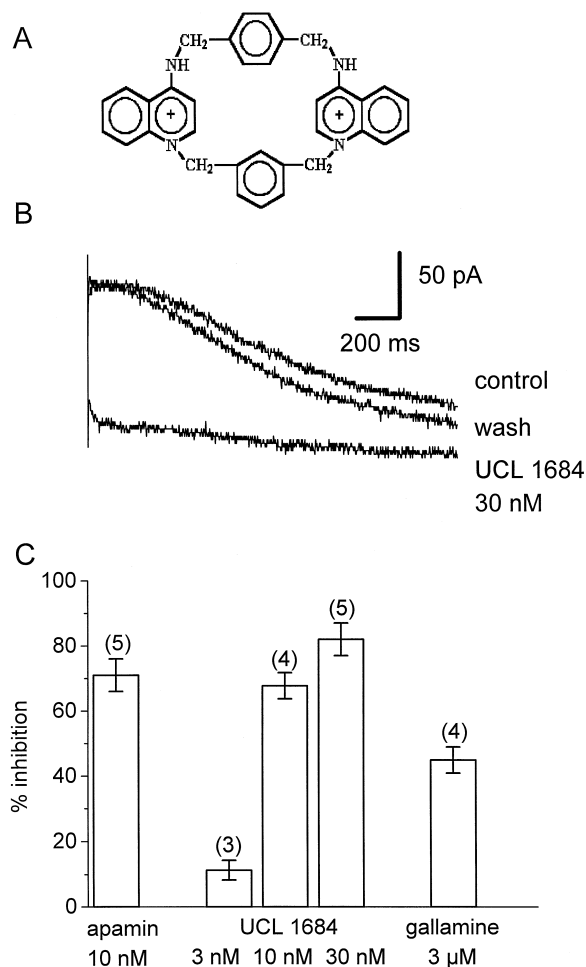 A
CH₂ CH₂
NH NH
+ +
N N
CH₂ CH₂
B
50 pA
200 ms
control
wash
UCL 1684
30 nM
C
100
80
60
40
20
0
% inhibition
(5)
(3)
(4)
(5)
(4)
apamin UCL 1684 gallamine
10 nM 3 nM 10 nM 30 nM 3 µM